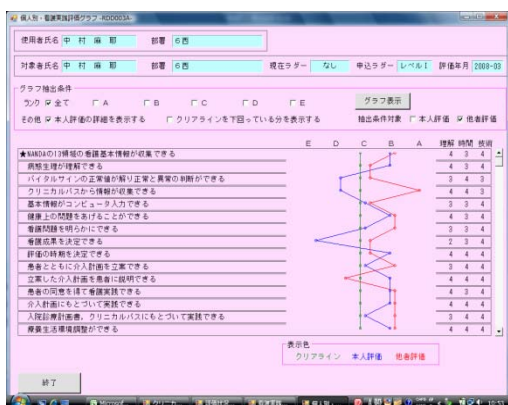 個人別・看護実践評価グラフ -RDD003A-
使用者氏名 中 村 麻 耶 部署 6西
対象者氏名 中 村 麻 耶 部署 6西 現在ラダー なし 申込ラダー レベルⅠ 評価年月 2008-03
グラフ抽出条件
ランク 全て A B C D E グラフ表示
その他 本人評価の詳細を表示する クリアラインを下回っている分を表示する 抽出条件対象 本人評価 他者評価
E D C B A 理解 時間 技術
★NANDAの13領域の看護基本情報が収集できる 4 3 4
病態生理が理解できる 4 4 4
バイタルサインの正常値が解り正常と異常の判断ができる 3 4 3
クリニカルパスから情報が収集できる 4 4 3
基本情報がコンピュータ入力できる 3 3 4
健康上の問題をあげることができる 4 3 4
看護問題を明らかにできる 3 3 4
看護成果を決定できる 2 3 4
評価の時期を決定できる 4 4 4
患者とともに介入計画を立案できる 3 4 4
立案した介入計画を患者に説明できる 4 4 4
患者の同意を得て看護実践できる 4 3 4
介入計画にもとづいて実践できる 4 4 4
入院診療計画書、クリニカルパスにもとづいて実践できる 3 4 4
療養生活環境調整ができる 4 4 4
表示色
クリアライン 本人評価 他者評価
終了
10:53